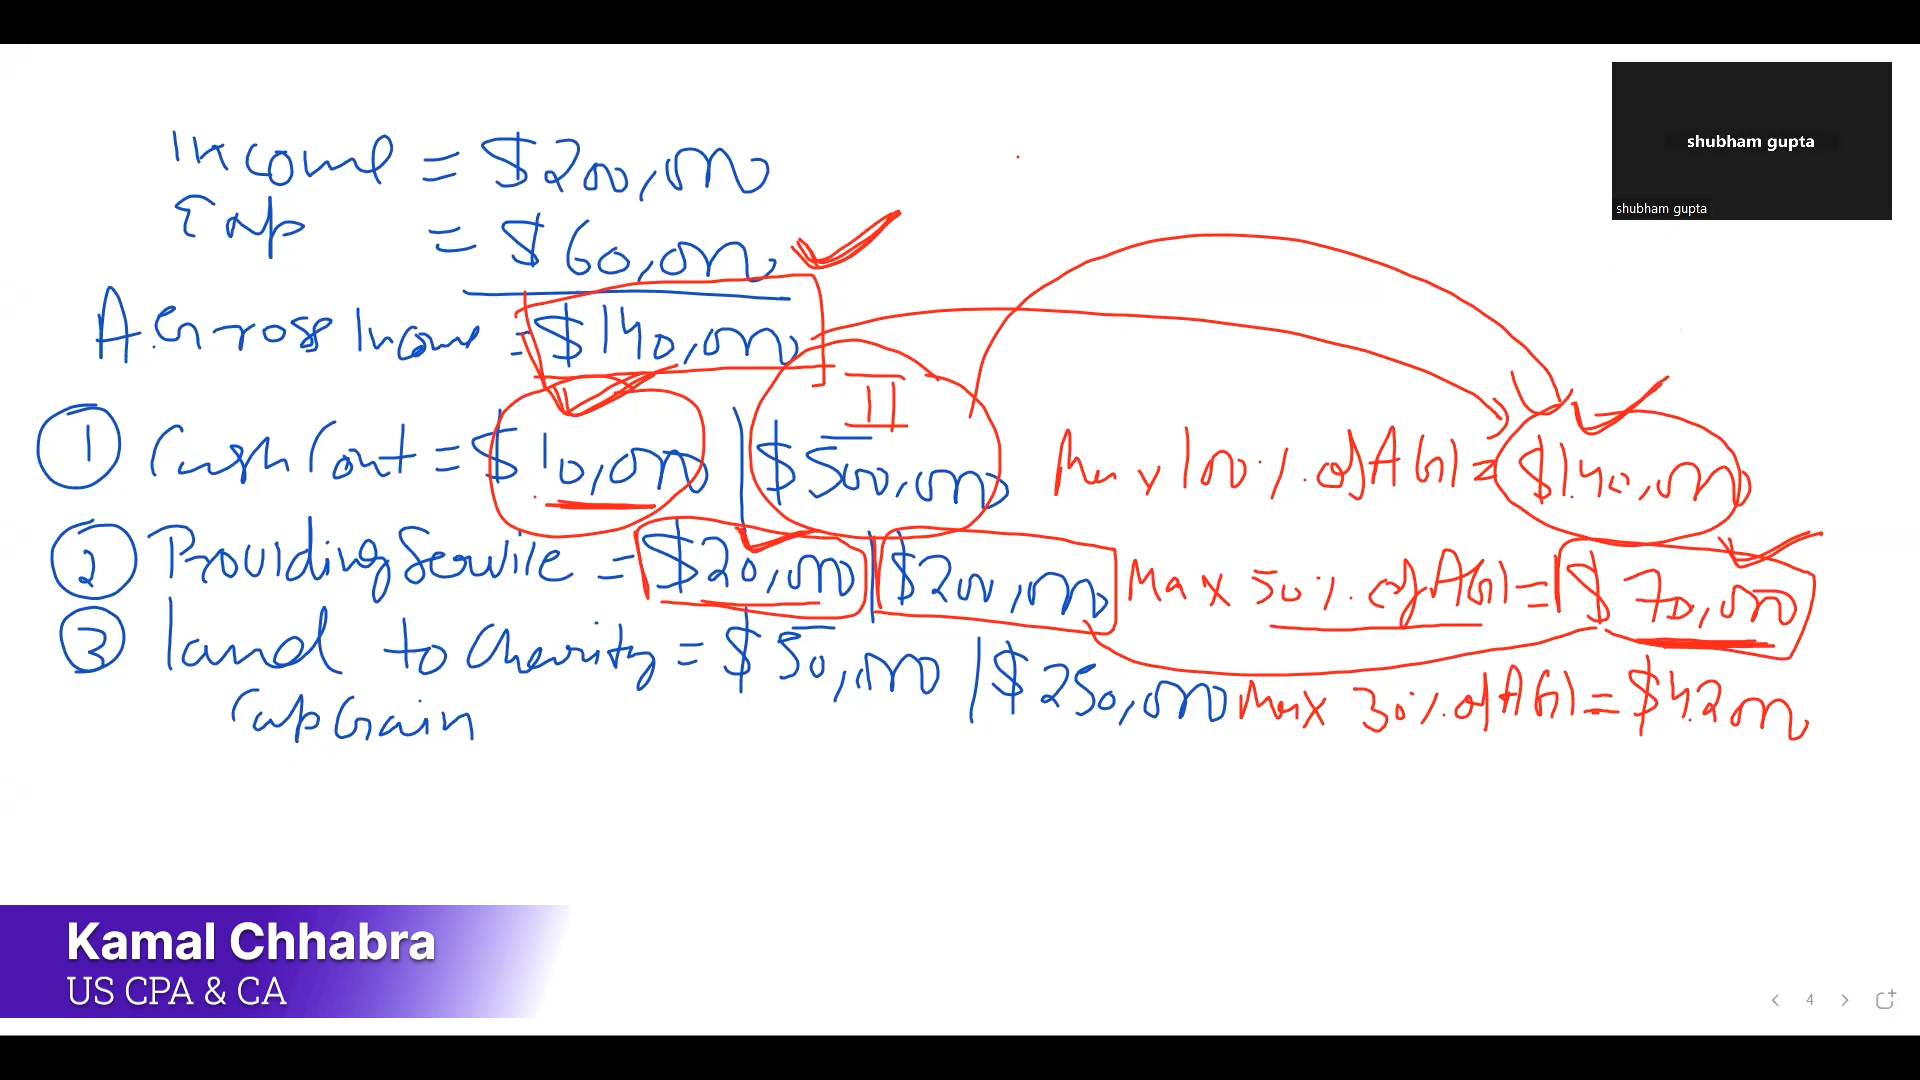 shubham gupta
shubham gupta
Income = $200,000
Exp = $60,000
A.Gross Income = $140,000
II
① Cash Cont = $10,000 | $500,000 Max 100%.of AGI = $140,000
② Providing Service = $20,000 | $200,000 Max 50%.of AGI = $70,000
③ land to Charity = $50,000 | $250,000 Max 30%.of AGI = $42000
Cap Gain
Kamal Chhabra
US CPA & CA
4